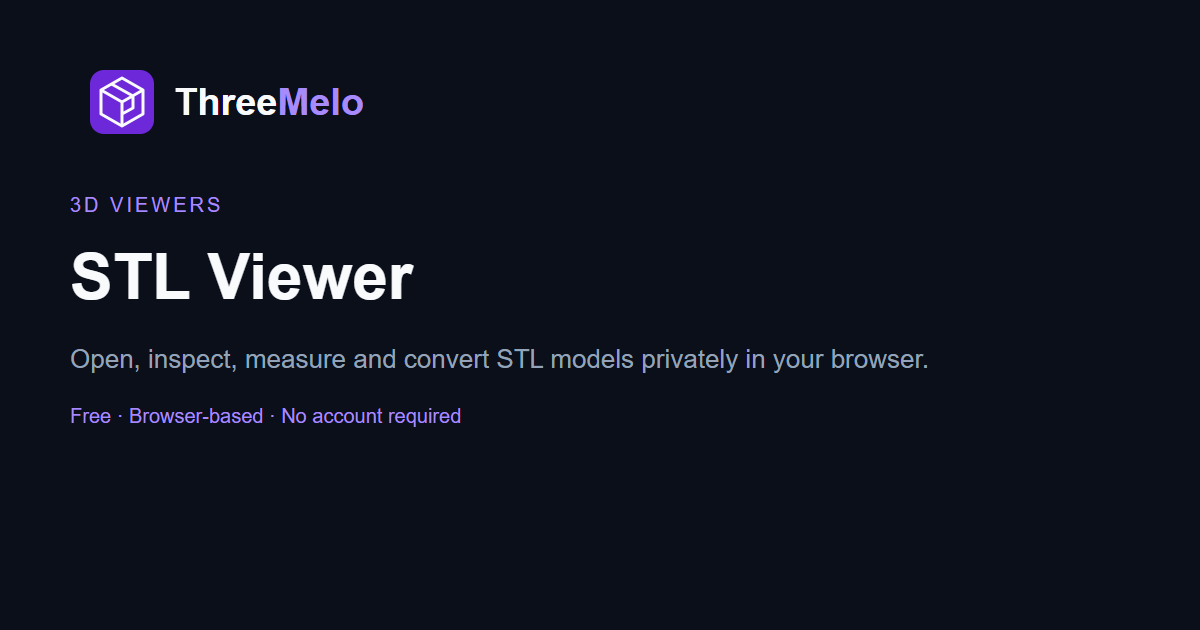 ThreeMelo
3D VIEWERS
STL Viewer
Open, inspect, measure and convert STL models privately in your browser.
Free · Browser-based · No account required